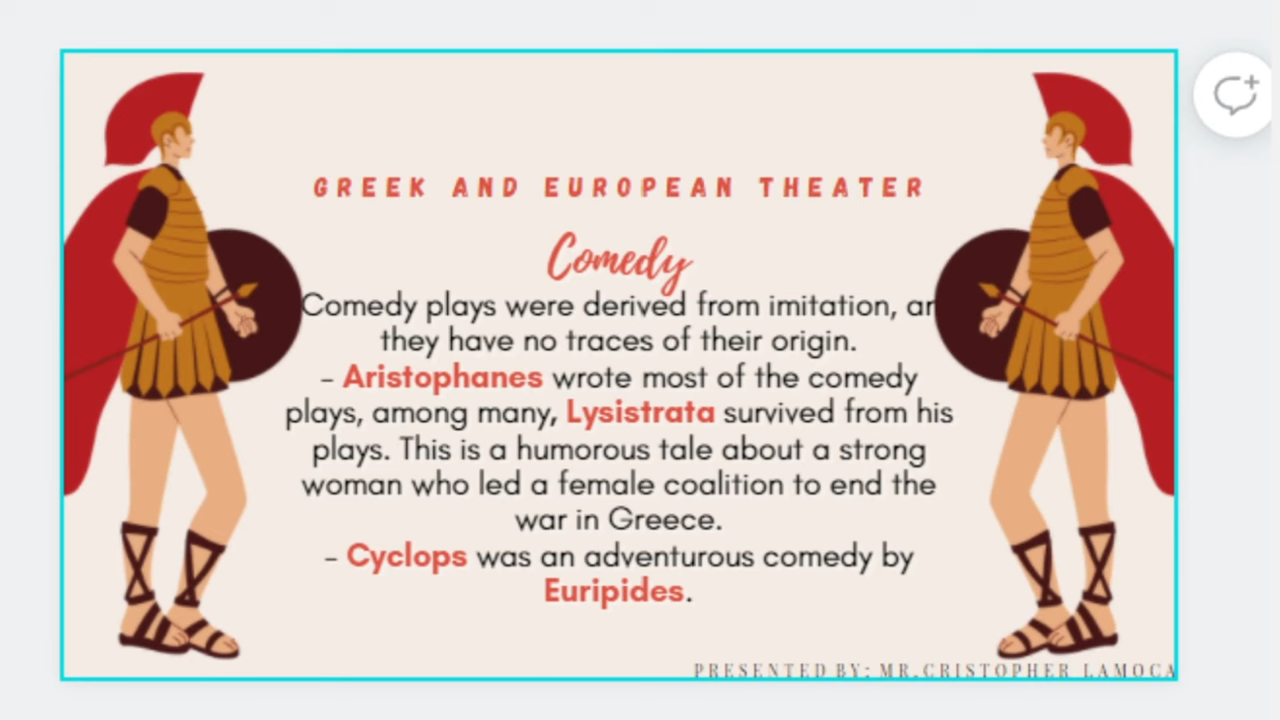 GREEK AND EUROPEAN THEATER
Comedy
Comedy plays were derived from imitation,
they have no traces of their origin.
– Aristophanes wrote most of the comedy
plays, among many, Lysistrata survived from his
plays. This is a humorous tale about a strong
woman who led a female coalition to end the
war in Greece.
– Cyclops was an adventurous comedy by
Euripides.
PRESENTED BY: MR.CRISTOPHER LAMOCA